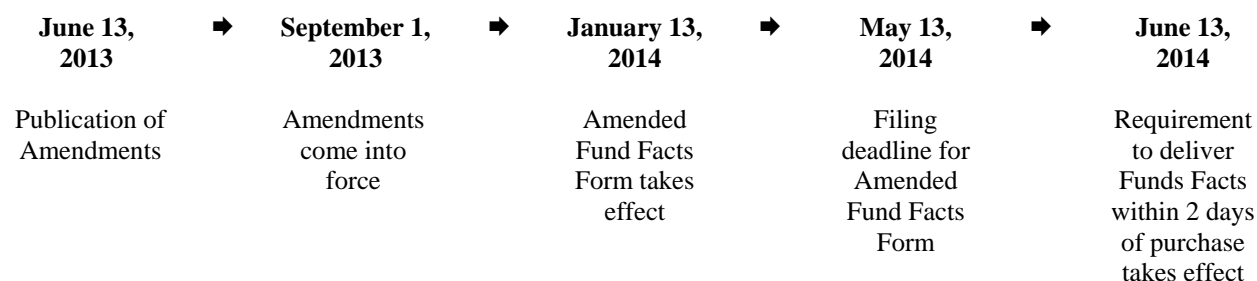 June 13, 2013 ➨ September 1, 2013 ➨ January 13, 2014 ➨ May 13, 2014 ➨ June 13, 2014
Publication of
Amendments
Amendments
come into
force
Amended
Fund Facts
Form takes
effect
Filing
deadline for
Amended
Fund Facts
Form
Requirement
to deliver
Funds Facts
within 2 days
of purchase
takes effect